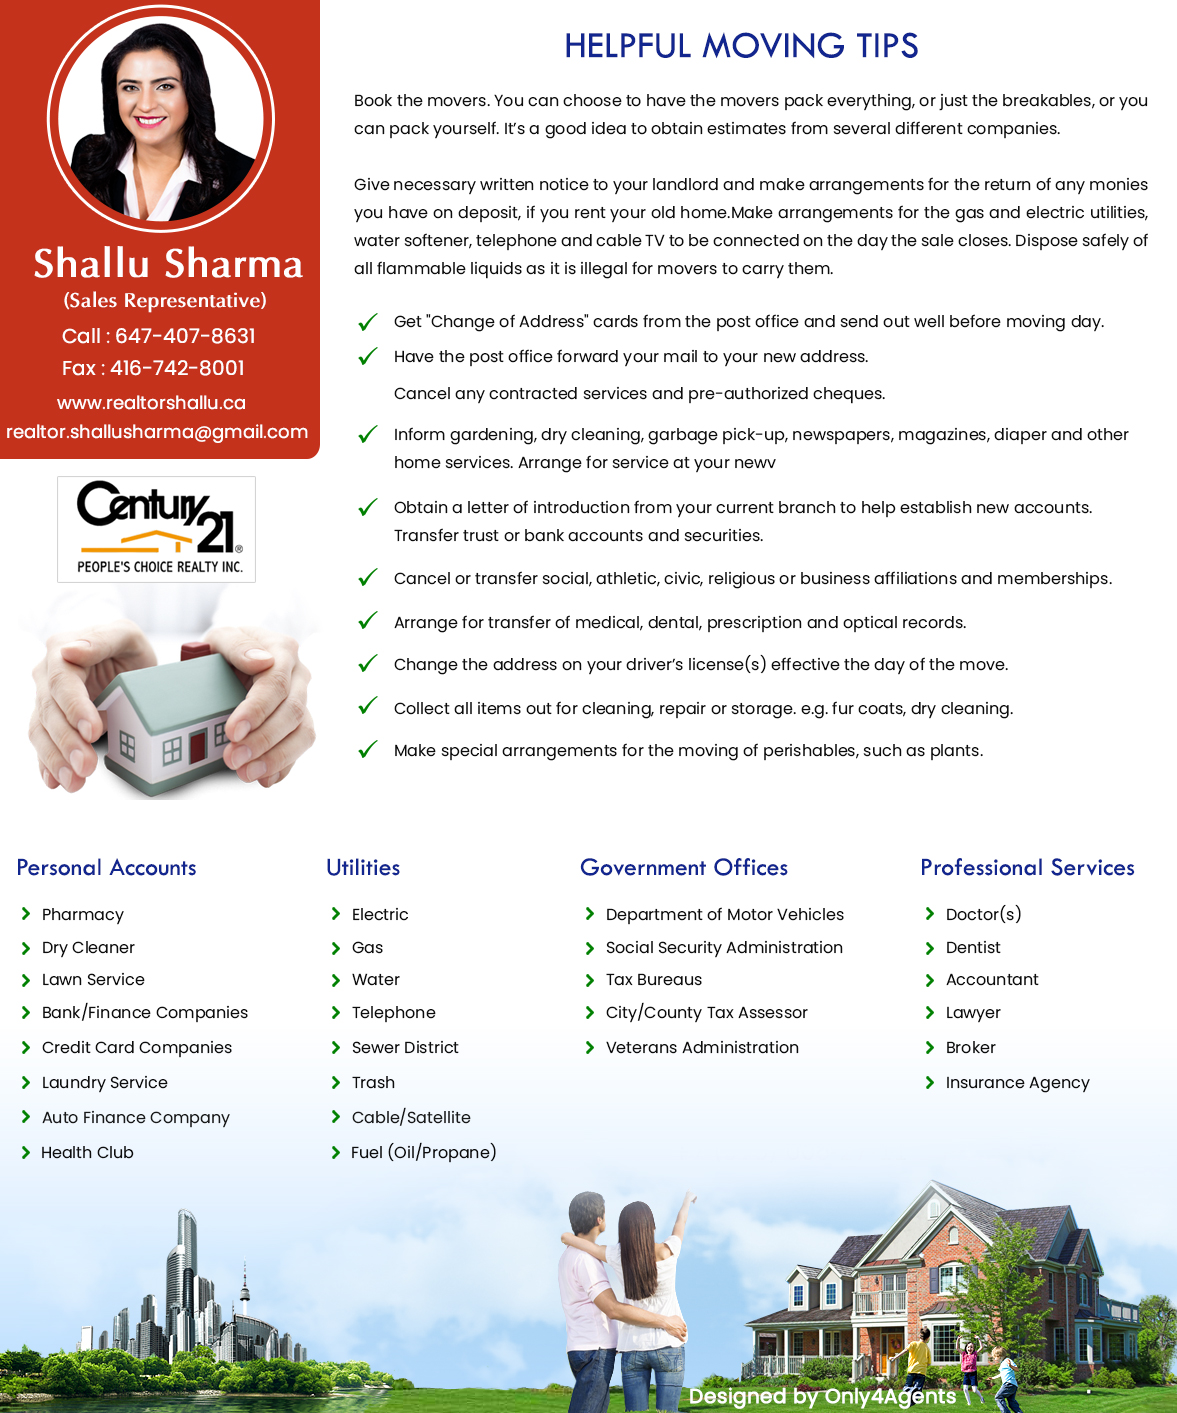 Shallu Sharma
(Sales Representative)
Call : 647-407-8631
Fax : 416-742-8001
www.realtorshallu.ca
realtor.shallusharma@gmail.com
Century 21®
PEOPLE'S CHOICE REALTY INC.
HELPFUL MOVING TIPS
Book the movers. You can choose to have the movers pack everything, or just the breakables, or you
can pack yourself. It’s a good idea to obtain estimates from several different companies.
Give necessary written notice to your landlord and make arrangements for the return of any monies
you have on deposit, if you rent your old home.Make arrangements for the gas and electric utilities,
water softener, telephone and cable TV to be connected on the day the sale closes. Dispose safely of
all flammable liquids as it is illegal for movers to carry them.
Get "Change of Address" cards from the post office and send out well before moving day.
Have the post office forward your mail to your new address.
Cancel any contracted services and pre-authorized cheques.
Inform gardening, dry cleaning, garbage pick-up, newspapers, magazines, diaper and other
home services. Arrange for service at your newv
Obtain a letter of introduction from your current branch to help establish new accounts.
Transfer trust or bank accounts and securities.
Cancel or transfer social, athletic, civic, religious or business affiliations and memberships.
Arrange for transfer of medical, dental, prescription and optical records.
Change the address on your driver’s license(s) effective the day of the move.
Collect all items out for cleaning, repair or storage. e.g. fur coats, dry cleaning.
Make special arrangements for the moving of perishables, such as plants.
Personal Accounts
Pharmacy
Dry Cleaner
Lawn Service
Bank/Finance Companies
Credit Card Companies
Laundry Service
Auto Finance Company
Health Club
Utilities
Electric
Gas
Water
Telephone
Sewer District
Trash
Cable/Satellite
Fuel (Oil/Propane)
Government Offices
Department of Motor Vehicles
Social Security Administration
Tax Bureaus
City/County Tax Assessor
Veterans Administration
Professional Services
Doctor(s)
Dentist
Accountant
Lawyer
Broker
Insurance Agency
Designed by Only4Agents